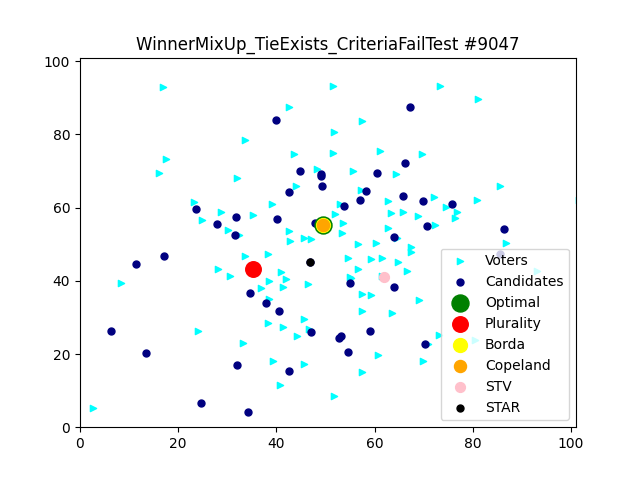 WinnerMixUp_TieExists_CriteriaFailTest #9047
100
80
60
40
20
0
0 20 40 60 80 100
Voters
Candidates
Optimal
Plurality
Borda
Copeland
STV
STAR